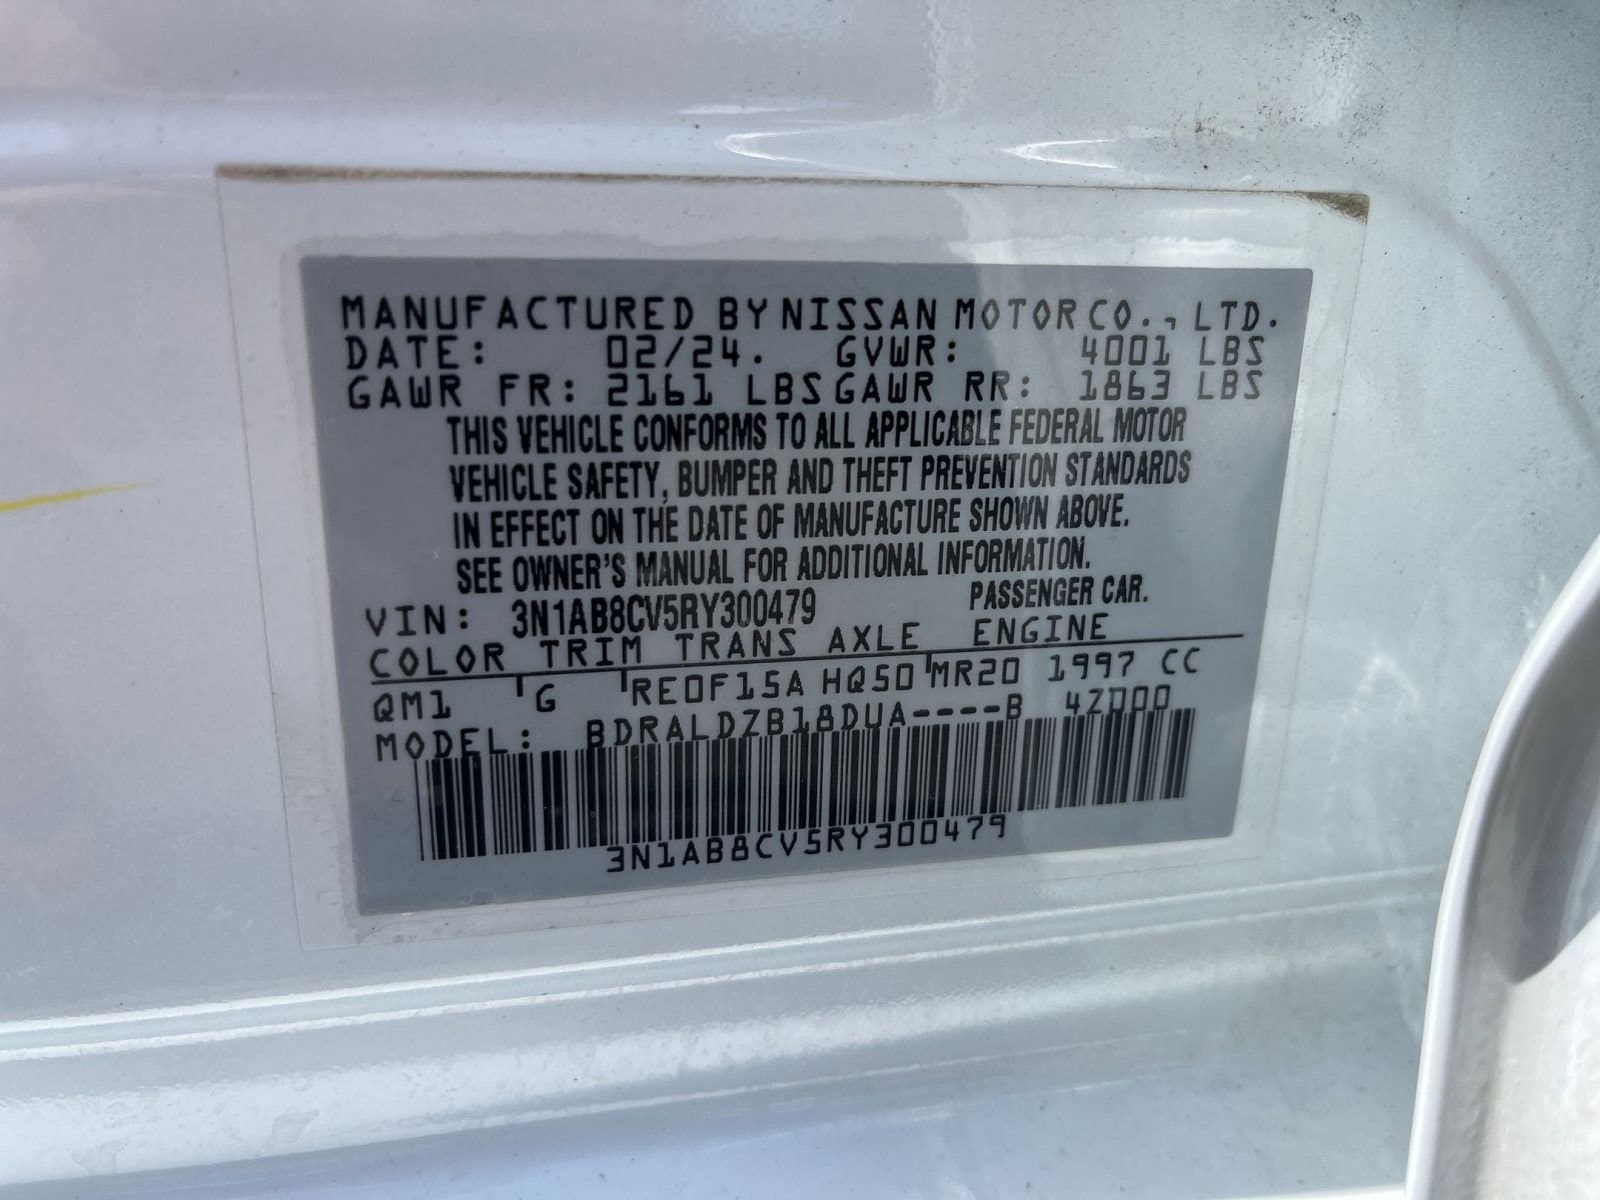 MANUFACTURED BY NISSAN MOTOR CO., LTD.
DATE: 02/24. GVWR: 4001 LBS
GAWR FR: 2161 LBS GAWR RR: 1863 LBS
THIS VEHICLE CONFORMS TO ALL APPLICABLE FEDERAL MOTOR
VEHICLE SAFETY, BUMPER AND THEFT PREVENTION STANDARDS
IN EFFECT ON THE DATE OF MANUFACTURE SHOWN ABOVE.
SEE OWNER'S MANUAL FOR ADDITIONAL INFORMATION.
VIN: 3N1AB8CV5RY300479 PASSENGER CAR.
COLOR TRIM TRANS AXLE ENGINE
QM1 G RE0F15A HQ50 MR20 1997 CC
MODEL: BDRALDZB18DUA----B 4Z000
3N1AB8CV5RY300479